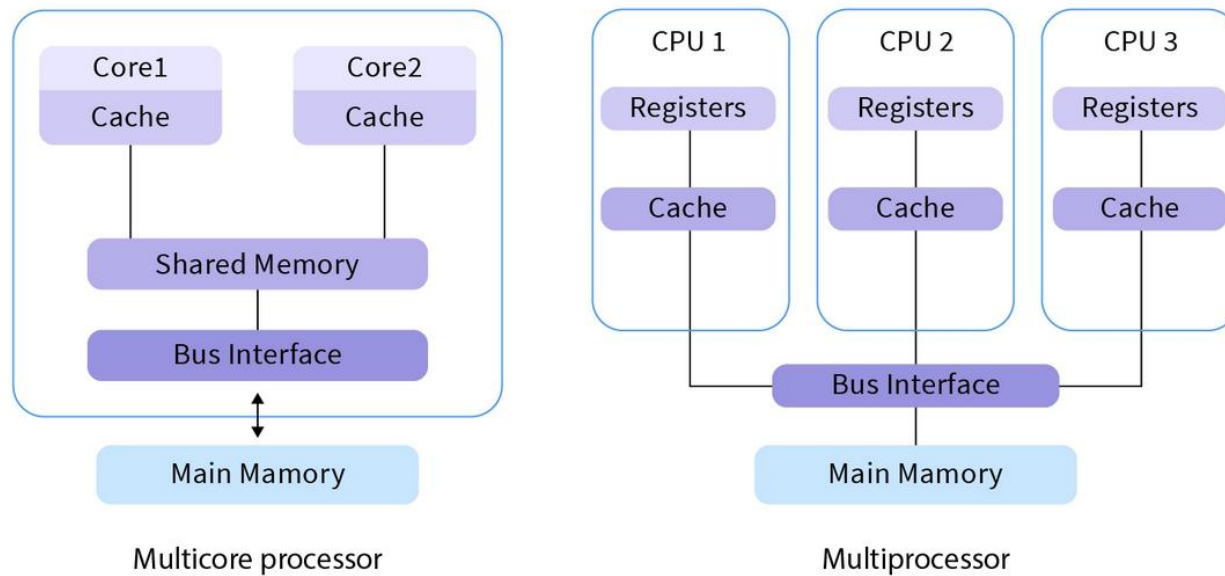 Core1
Cache
Core2
Cache
Shared Memory
Bus Interface
Main Mamory
Multicore processor
CPU 1
Registers
Cache
CPU 2
Registers
Cache
CPU 3
Registers
Cache
Bus Interface
Main Mamory
Multiprocessor